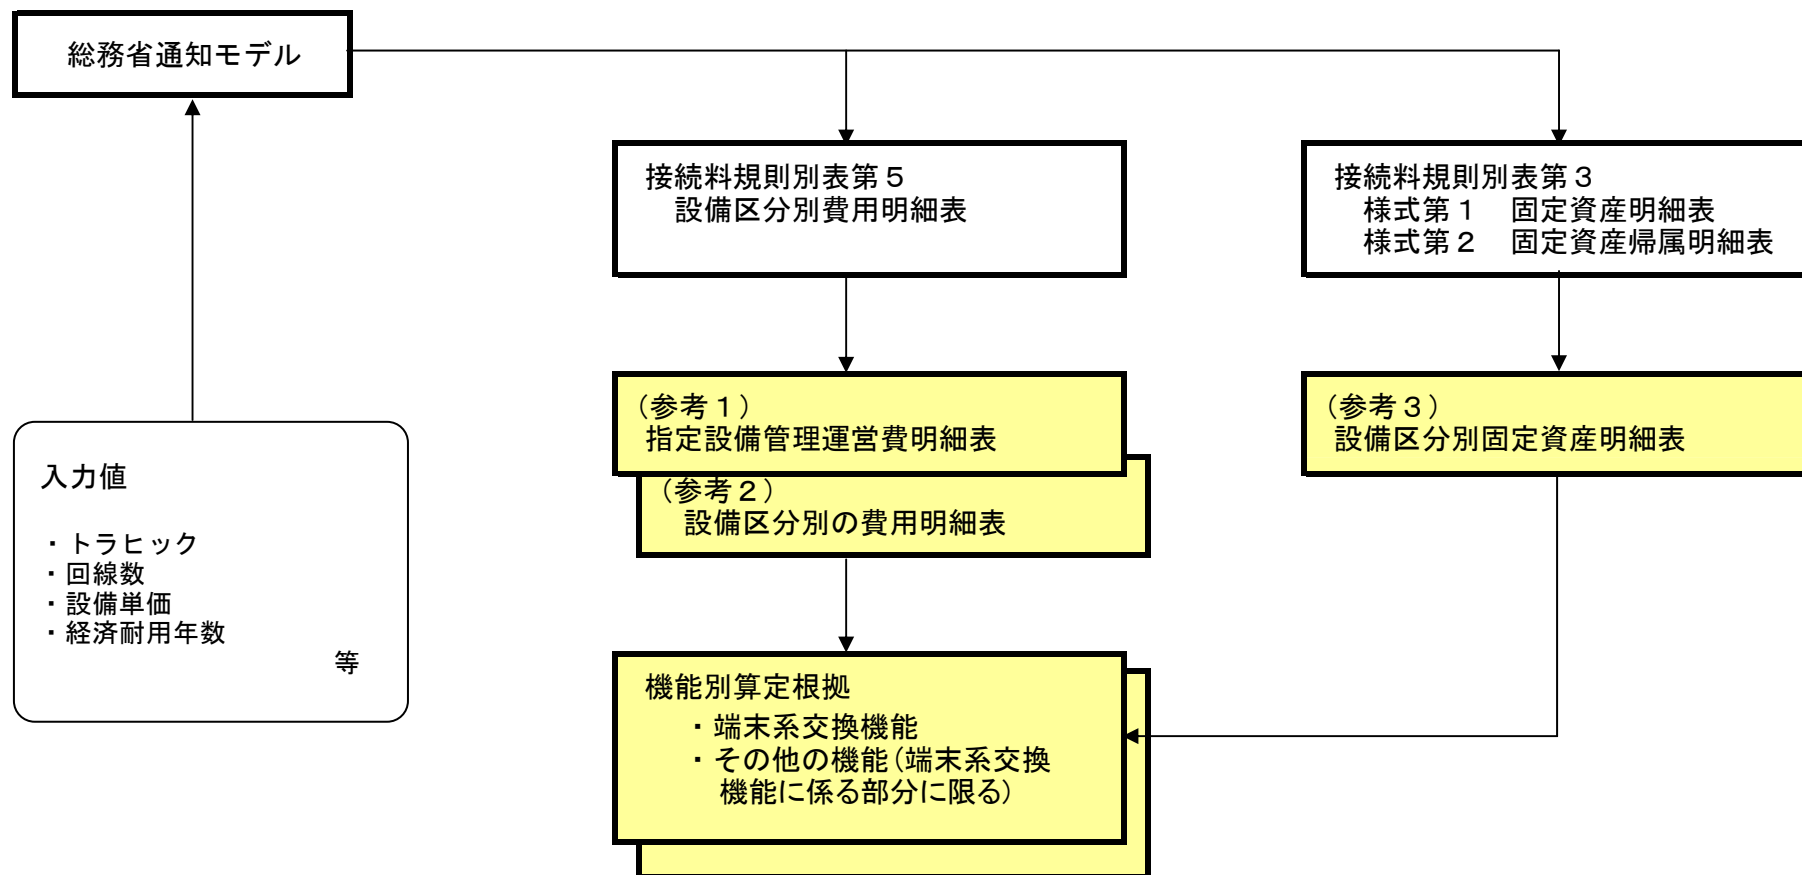 総務省通知モデル
接続料規則別表第５
設備区分別費用明細表
接続料規則別表第３
様式第１　固定資産明細表
様式第２　固定資産帰属明細表
（参考１）
指定設備管理運営費明細表
（参考２）
設備区分別の費用明細表
（参考３）
設備区分別固定資産明細表
入力値
・トラヒック
・回線数
・設備単価
・経済耐用年数
等
機能別算定根拠
・端末系交換機能
・その他の機能（端末系交換
機能に係る部分に限る）